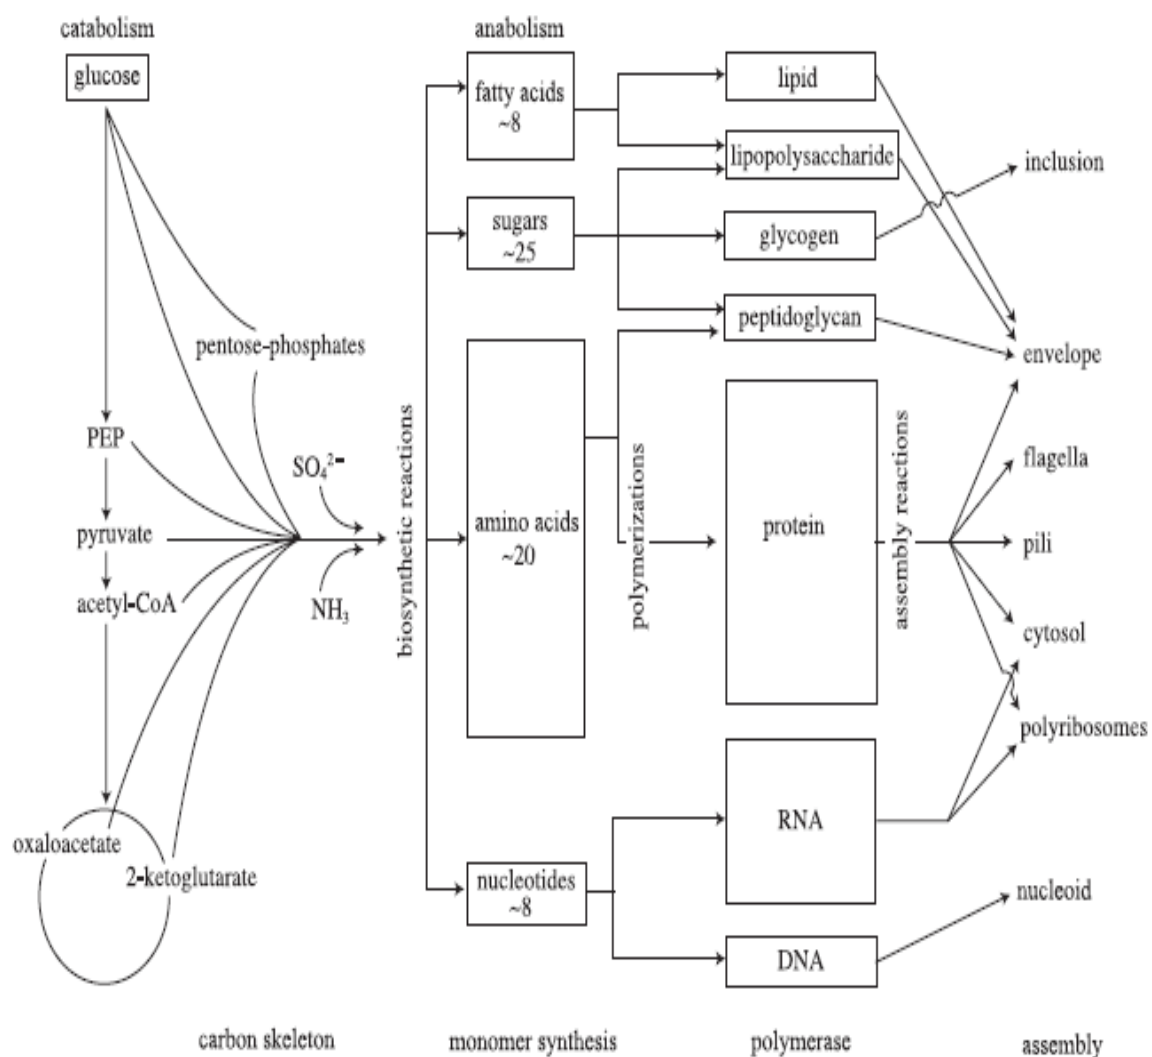 catabolism
glucose
pentose-phosphates
PEP
pyruvate
acetyl-CoA
oxaloacetate
2-ketoglutarate
SO₄²⁻
NH₃
biosynthetic reactions
anabolism
fatty acids
~8
sugars
~25
amino acids
~20
nucleotides
~8
polymerizations
lipid
lipopolysaccharide
glycogen
peptidoglycan
protein
RNA
DNA
assembly reactions
inclusion
envelope
flagella
pili
cytosol
polyribosomes
nucleoid
carbon skeleton
monomer synthesis
polymerase
assembly